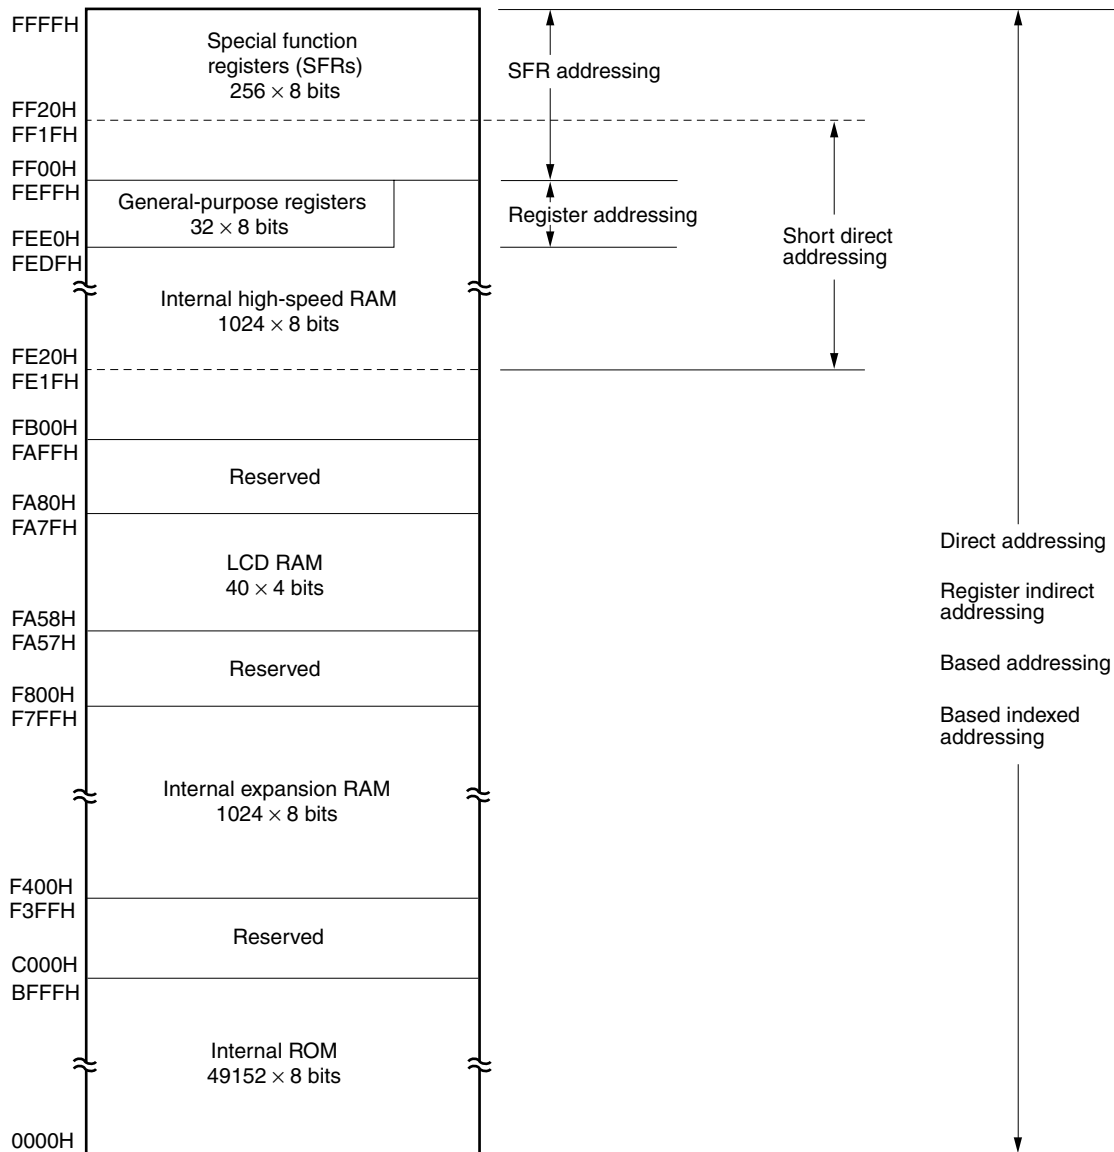 FFFFH
Special function
registers (SFRs)
256 × 8 bits
SFR addressing
FF20H
FF1FH
FF00H
FEFFH
General-purpose registers
32 × 8 bits
Register addressing
FEE0H
FEDFH
Short direct
addressing
Internal high-speed RAM
1024 × 8 bits
FE20H
FE1FH
FB00H
FAFFH
Reserved
FA80H
FA7FH
LCD RAM
40 × 4 bits
Direct addressing
Register indirect
addressing
Based addressing
Based indexed
addressing
FA58H
FA57H
Reserved
F800H
F7FFH
Internal expansion RAM
1024 × 8 bits
F400H
F3FFH
Reserved
C000H
BFFFH
Internal ROM
49152 × 8 bits
0000H